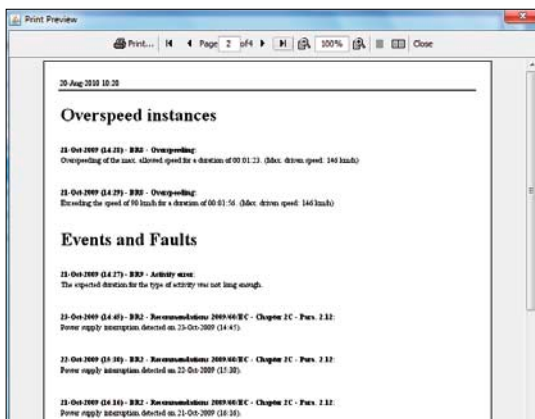 Print Preview
Print... Page 2 of4 100% Close
20-Aug-2010 10:20
Overspeed instances
21-Oct-2009 (14:28) - BR8 - Overspeeding:
Overspeeding of the max. allowed speed for a duration of 00:01:23. (Max. driven speed: 146 km/h)
21-Oct-2009 (14:29) - BR8 - Overspeeding:
Exceeding the speed of 90 km/h for a duration of 00:01:56. (Max. driven speed: 146 km/h)
Events and Faults
21-Oct-2009 (14:27) - BR9 - Activity error:
The expected duration for the type of activity was not long enough.
23-Oct-2009 (14:45) - BR2 - Recommendations 2009/60/EC - Chapter 2C - Para. 2.12:
Power supply interruption detected on 23-Oct-2009 (14:45).
22-Oct-2009 (15:30) - BR2 - Recommendations 2009/60/EC - Chapter 2C - Para. 2.12:
Power supply interruption detected on 22-Oct-2009 (15:30).
21-Oct-2009 (16:16) - BR2 - Recommendations 2009/60/EC - Chapter 2C - Para. 2.12:
Power supply interruption detected on 21-Oct-2009 (16:16).